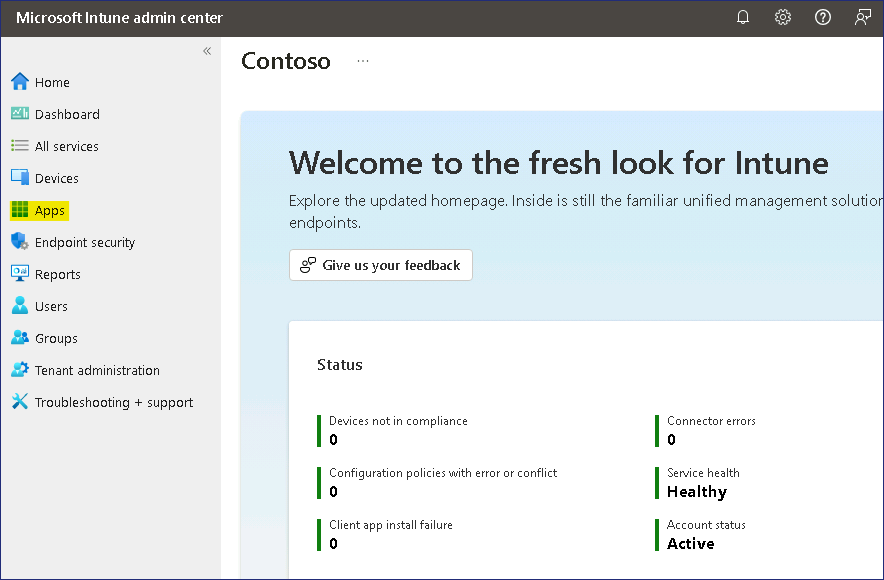 Microsoft Intune admin center
«
Home
Dashboard
All services
Devices
Apps
Endpoint security
Reports
Users
Groups
Tenant administration
Troubleshooting + support
Contoso ...
Welcome to the fresh look for Intune
Explore the updated homepage. Inside is still the familiar unified management solution
endpoints.
Give us your feedback
Status
Devices not in compliance
0
Connector errors
0
Configuration policies with error or conflict
0
Service health
Healthy
Client app install failure
0
Account status
Active